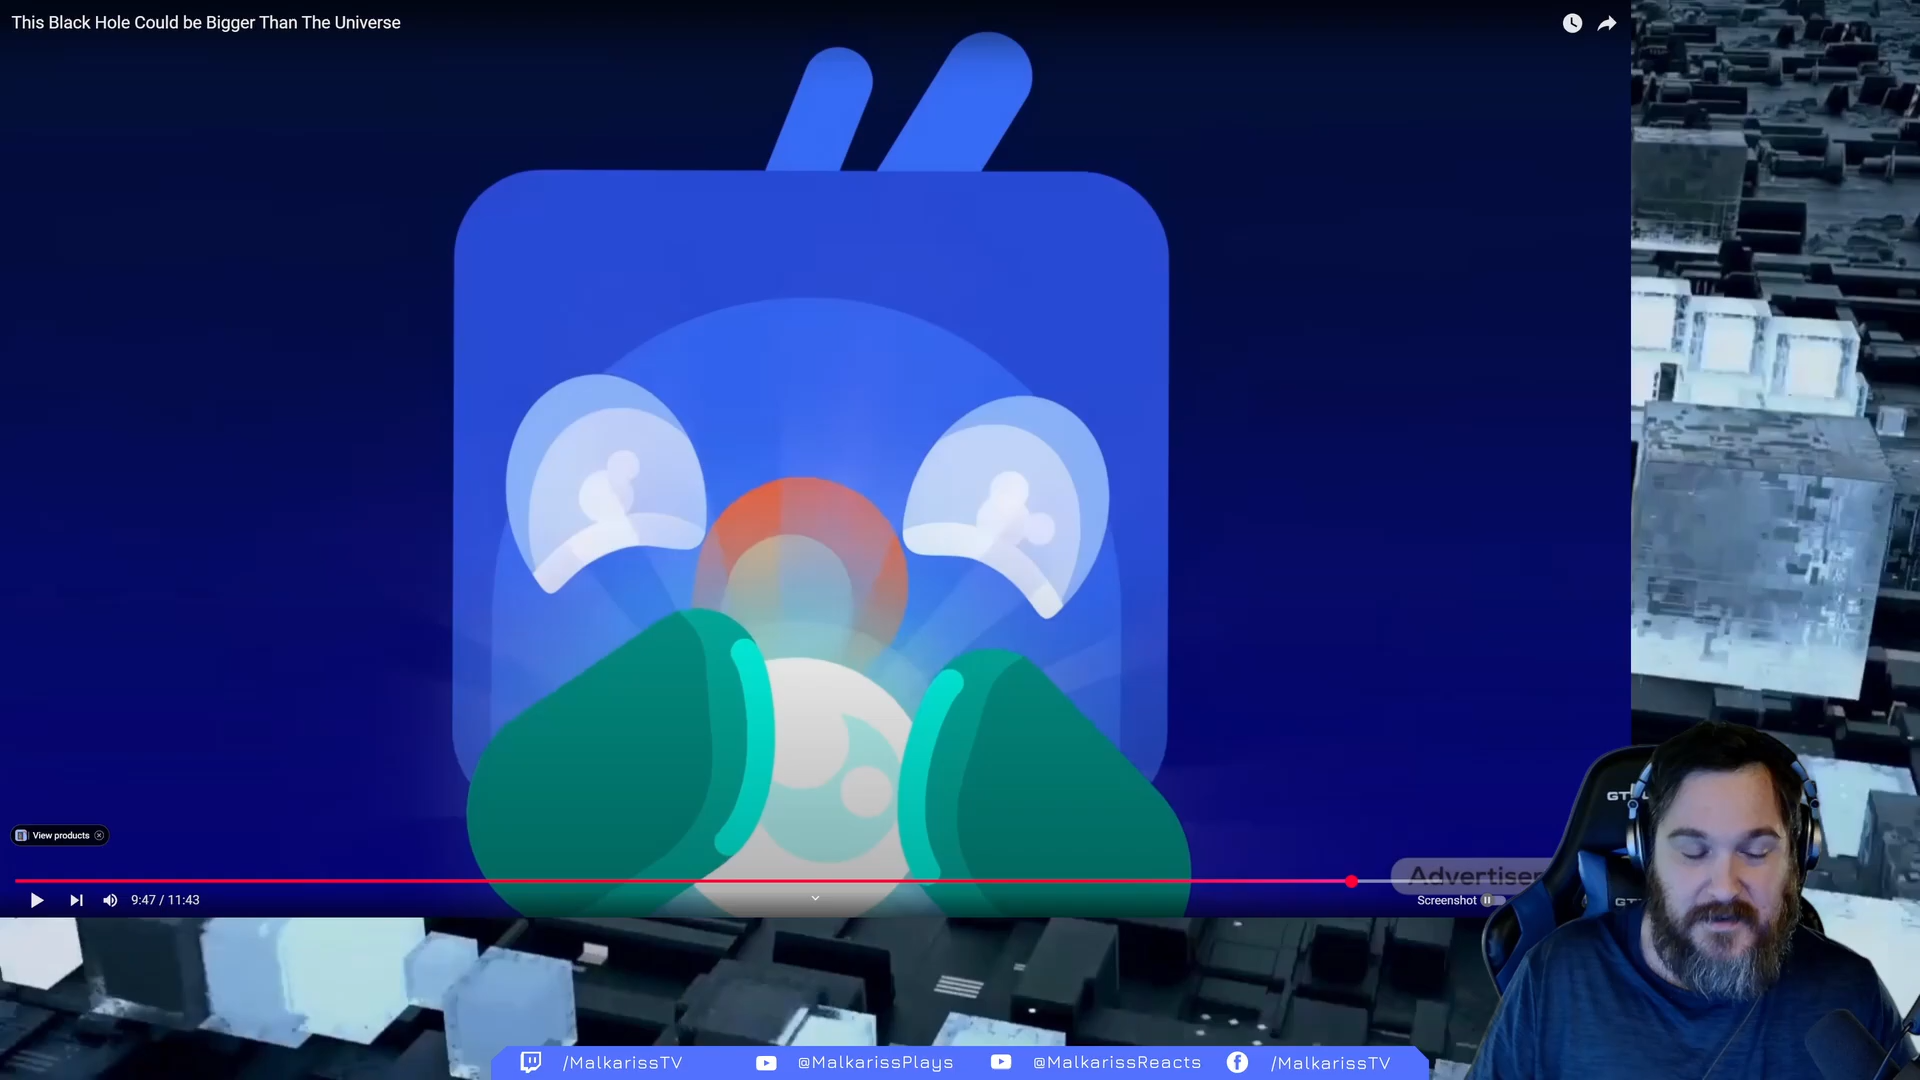 This Black Hole Could be Bigger Than The Universe
View products
Advertisem
9:47 / 11:43
Screenshot
/MalkarissTV
@MalkarissPlays
@MalkarissReacts
/MalkarissTV